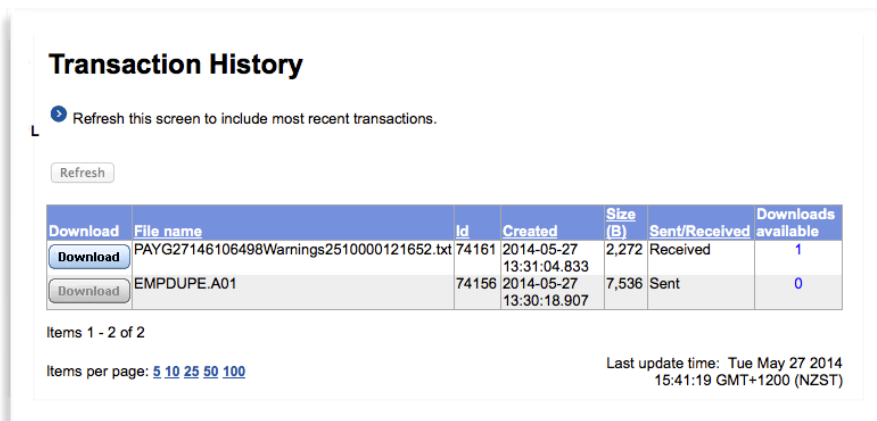 Transaction History
Refresh this screen to include most recent transactions.
L
Refresh
Download File name Id Created Size (B) Sent/Received Downloads available
Download PAYG27146106498Warnings2510000121652.txt 74161 2014-05-27 2,272 Received 1
13:31:04.833
Download EMPDUPE.A01 74156 2014-05-27 7,536 Sent 0
13:30:18.907
Items 1 - 2 of 2
Items per page: 5 10 25 50 100
Last update time: Tue May 27 2014
15:41:19 GMT+1200 (NZST)